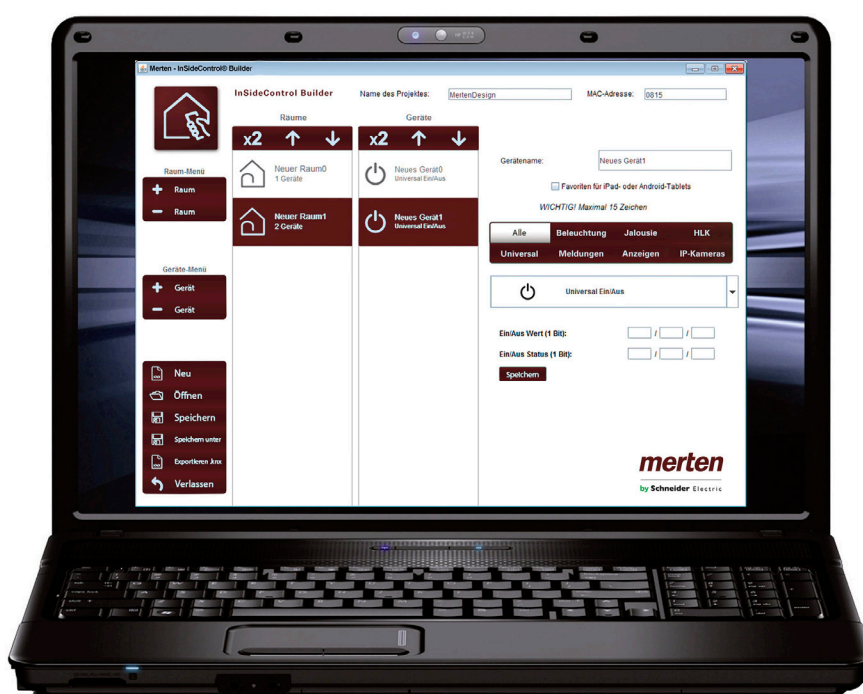 Merten - InSideControl® Builder
InSideControl Builder
Name des Projektes:
MertenDesign
MAC-Adresse:
0815
Räume
Geräte
x2
x2
Raum-Menü
Raum
Raum
Neuer Raum0
1 Geräte
Neuer Raum1
2 Geräte
Neues Gerät0
Universal Ein/Aus
Neues Gerät1
Universal Ein/Aus
Gerätename:
Neues Gerät1
Favoriten für iPad- oder Android-Tablets
WICHTIG! Maximal 15 Zeichen
Alle Beleuchtung Jalousie HLK
Universal Meldungen Anzeigen IP-Kameras
Universal Ein/Aus
Ein/Aus Wert (1 Bit): / /
Ein/Aus Status (1 Bit): / /
Speichern
Geräte-Menü
Gerät
Gerät
Neu
Öffnen
Speichern
Speichern unter
Exportieren .knx
Verlassen
merten
by Schneider Electric